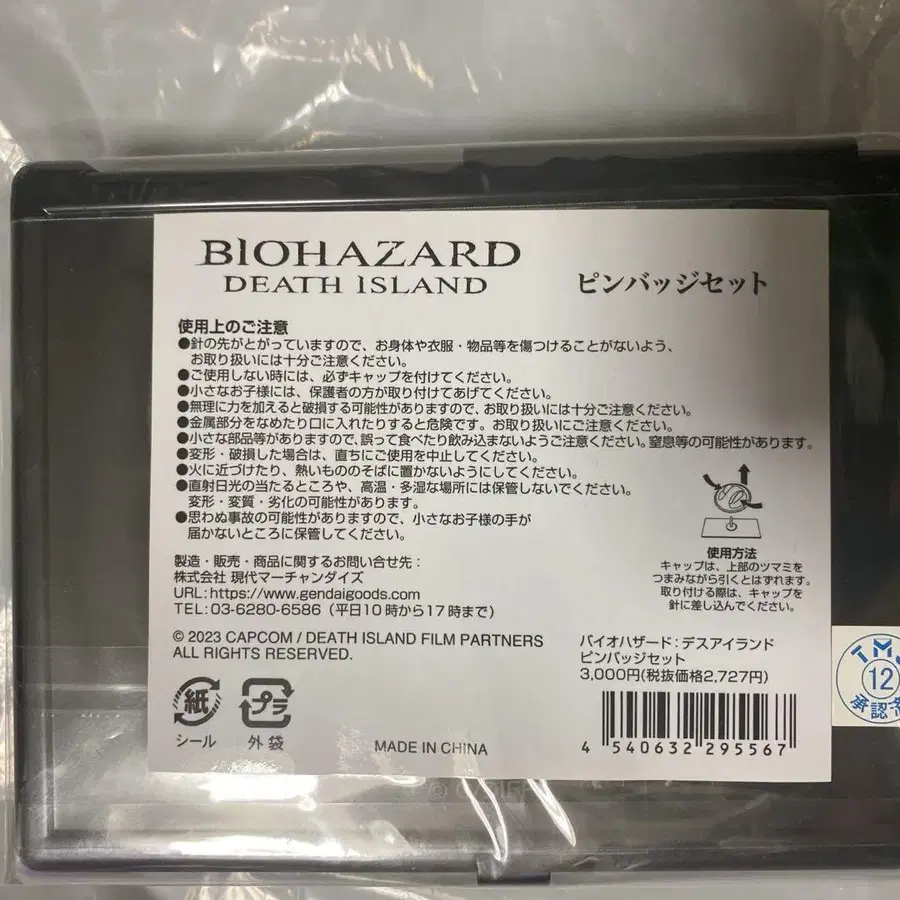 BIOHAZARD
DEATH ISLAND
ピンバッジセット
使用上のご注意
●針の先がとがっていますので、お身体や衣服・物品等を傷つけることがないよう、
お取り扱いには十分ご注意ください。
●ご使用しない時には、必ずキャップを付けてください。
●小さなお子様には、保護者の方が取り付けてあげてください。
●無理に力を加えると破損する可能性がありますので、お取り扱いには十分ご注意ください。
●金属部分をなめたり口に入れたりすると危険です。お取り扱いにご注意ください。
●小さな部品等がありますので、誤って食べたり飲み込まないようご注意ください。窒息等の可能性があります。
●変形・破損した場合は、直ちにご使用を中止してください。
●火に近づけたり、熱いもののそばに置かないようにしてください。
●直射日光の当たるところや、高温・多湿な場所には保管しないでください。
変形・変質・劣化の可能性があります。
●思わぬ事故の可能性がありますので、小さなお子様の手が
届かないところに保管してください。
使用方法
キャップは、上部のツマミを
つまみながら引くとはずれます。
取り付ける際は、キャップを
針に差し込んでください。
製造・販売・商品に関するお問い合せ先：
株式会社 現代マーチャンダイズ
URL:https://www.gendaigoods.com
TEL:03-6280-6586（平日10時から17時まで）
© 2023 CAPCOM / DEATH ISLAND FILM PARTNERS
ALL RIGHTS RESERVED.
バイオハザード：デスアイランド
ピンバッジセット
3,000円(税抜価格2,727円)
紙
シール
プラ
外袋
MADE IN CHINA
4 540632 295567
TM
12
承認